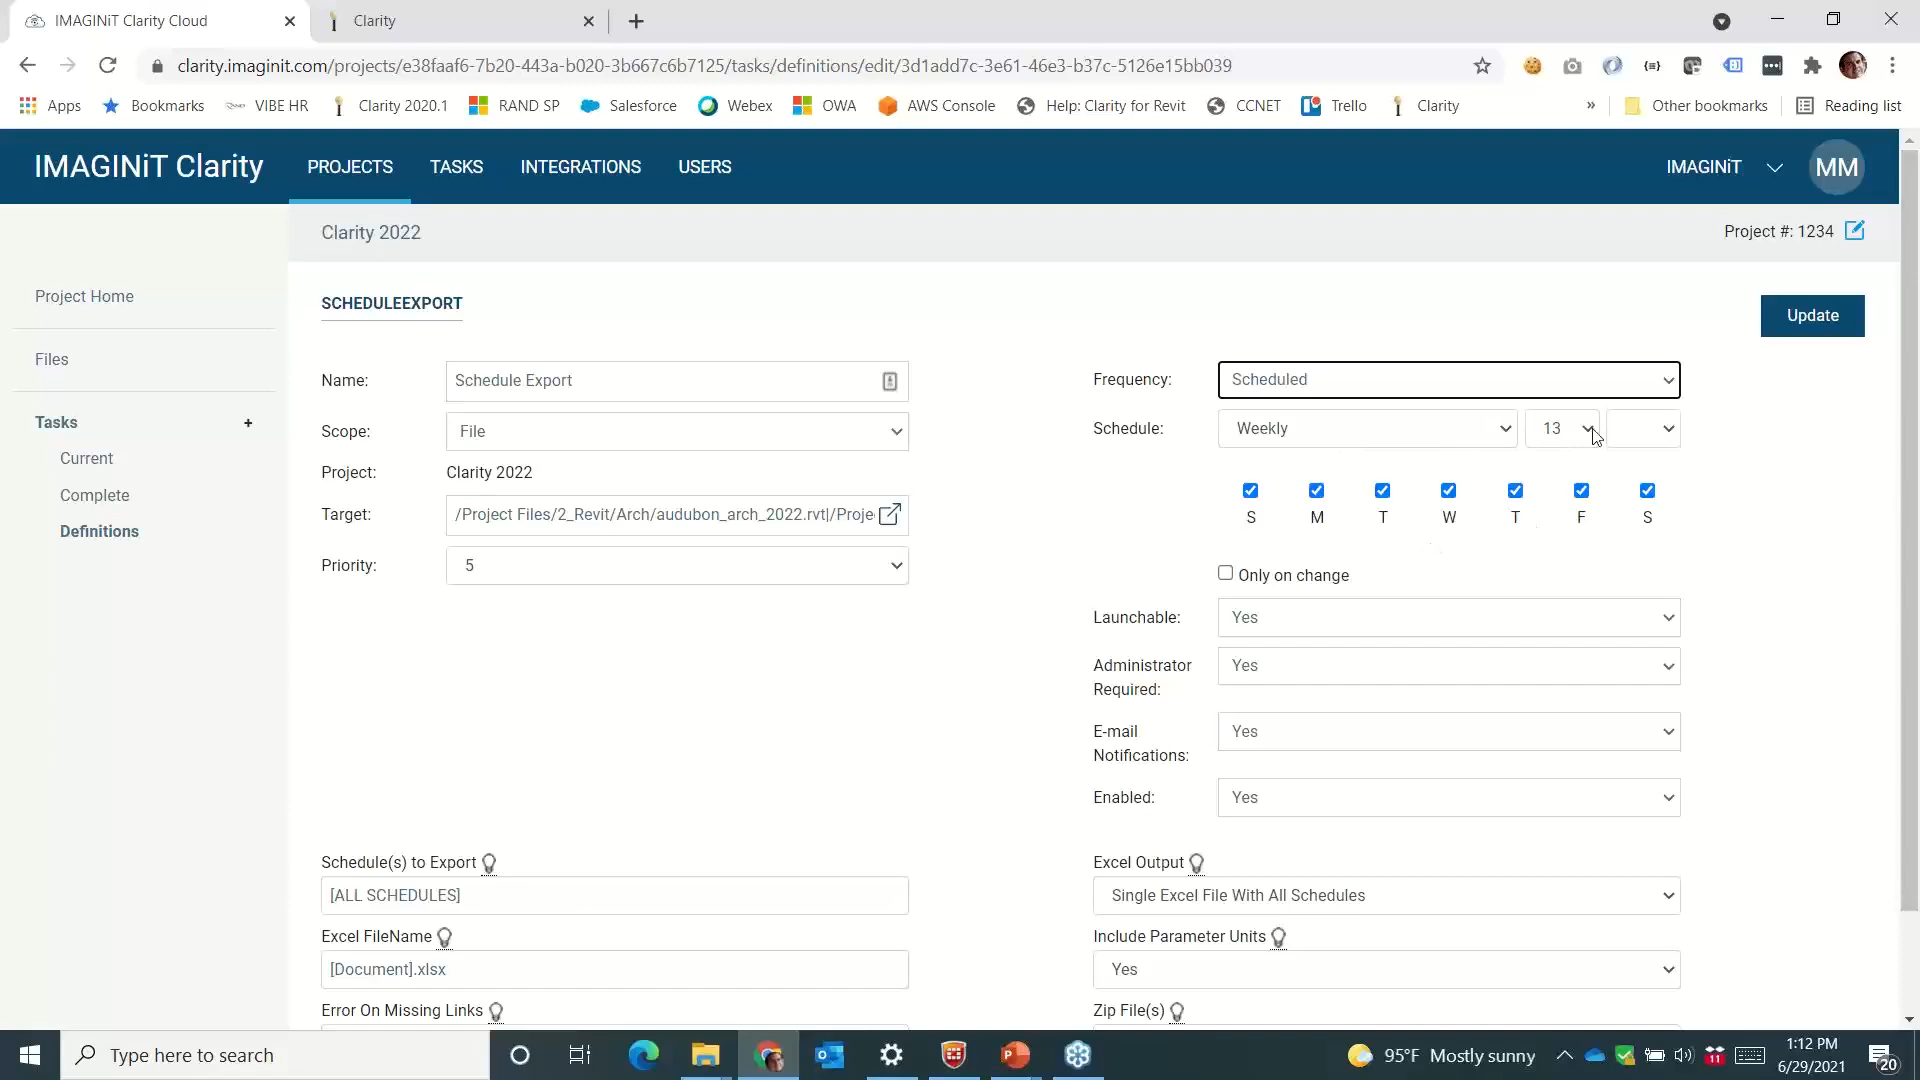 IMAGINiT Clarity Cloud
Clarity
clarity.imaginit.com/projects/e38faaf6-7b20-443a-b020-3b667c6b7125/tasks/definitions/edit/3d1add7c-3e61-46e3-b37c-5126e15bb039
Apps Bookmarks VIBE HR Clarity 2020.1 RAND SP Salesforce Webex OWA AWS Console Help: Clarity for Revit CCNET Trello Clarity » Other bookmarks Reading list
IMAGINiT Clarity PROJECTS TASKS INTEGRATIONS USERS IMAGINiT MM
Clarity 2022 Project #: 1234
Project Home
Files
Tasks +
Current
Complete
Definitions
SCHEDULEEXPORT
Update
Name: Schedule Export
Scope: File
Project: Clarity 2022
Target: /Project Files/2_Revit/Arch/audubon_arch_2022.rvt|/Proje
Priority: 5
Frequency: Scheduled
Schedule: Weekly 13
S M T W T F S
Only on change
Launchable: Yes
Administrator
Required: Yes
E-mail
Notifications: Yes
Enabled: Yes
Schedule(s) to Export
[ALL SCHEDULES]
Excel FileName
[Document].xlsx
Error On Missing Links
Excel Output
Single Excel File With All Schedules
Include Parameter Units
Yes
Zip File(s)
Type here to search
95°F Mostly sunny
11
1:12 PM
6/29/2021
20